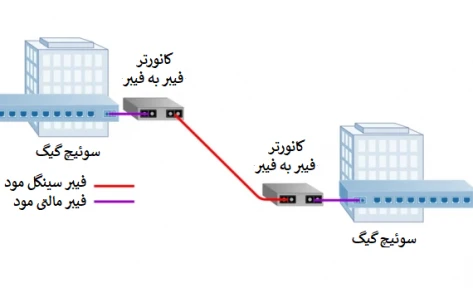 کانورتر
فیبر به فیبر
سوئیچ گیگ
کانورتر
فیبر به فیبر
فیبر سینگل مود
فیبر مالتی مود
سوئیچ گیگ